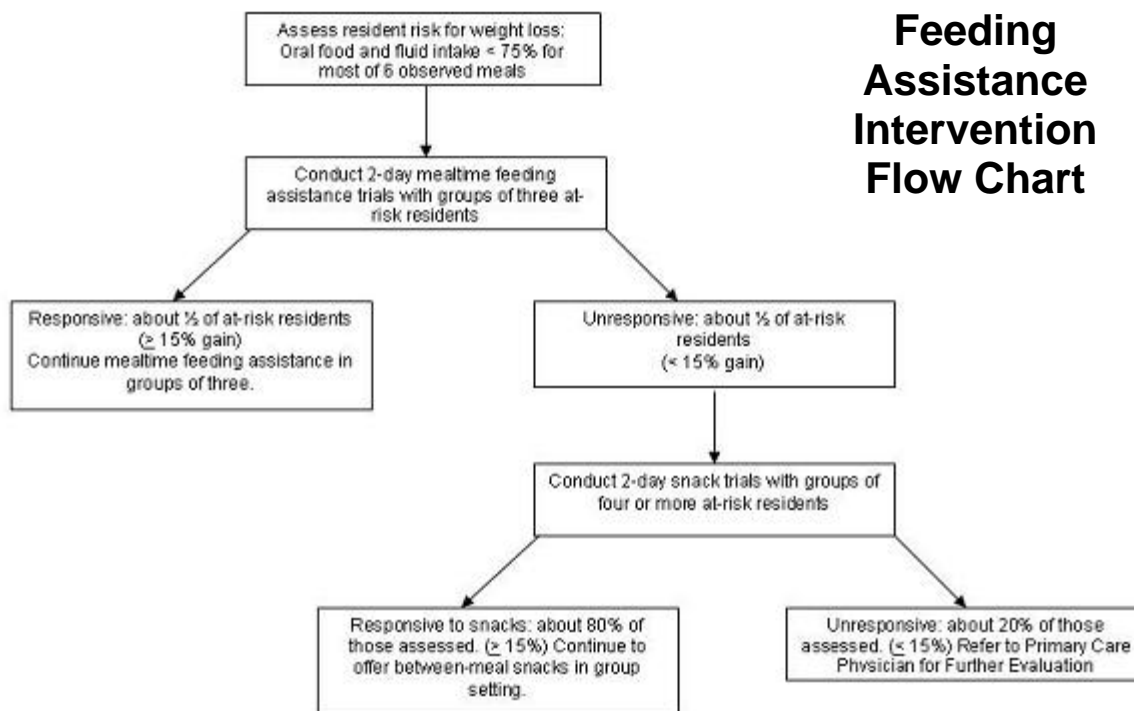 Feeding
Assistance
Intervention
Flow Chart
Assess resident risk for weight loss:
Oral food and fluid intake < 75% for
most of 6 observed meals
Conduct 2-day mealtime feeding
assistance trials with groups of three at-
risk residents
Responsive: about ½ of at-risk residents
(≥ 15% gain)
Continue mealtime feeding assistance in
groups of three.
Unresponsive: about ½ of at-risk
residents
(< 15% gain)
Conduct 2-day snack trials with groups of
four or more at-risk residents
Responsive to snacks: about 80% of
those assessed. (≥ 15%) Continue to
offer between-meal snacks in group
setting.
Unresponsive: about 20% of those
assessed. (≤ 15%) Refer to Primary Care
Physician for Further Evaluation